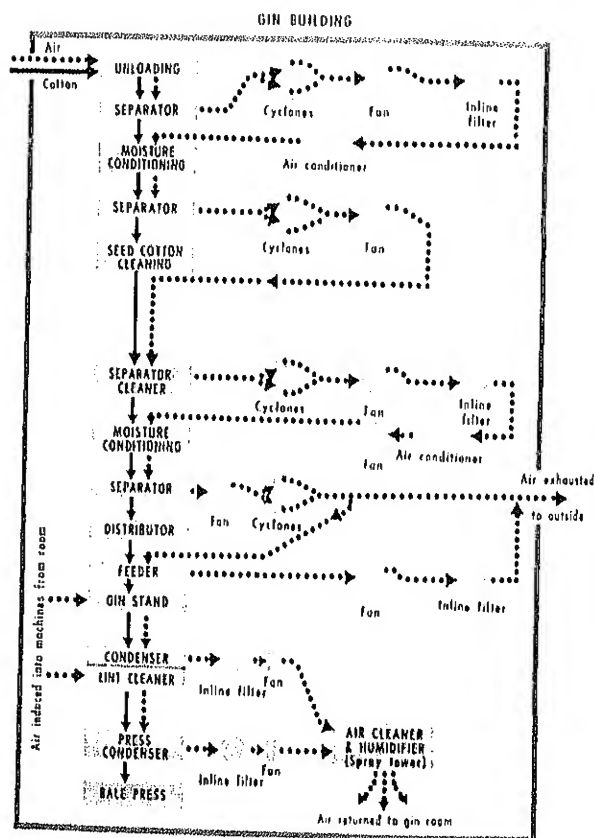 GIN BUILDING
Air
Cotton
UNLOADING
SEPARATOR
Cyclones
Fan
Inline
filter
MOISTURE
CONDITIONING
Air conditioner
SEPARATOR
Cyclones
Fan
SEED COTTON
CLEANING
SEPARATOR
CLEANER
Cyclones
Fan
Inline
filter
MOISTURE
CONDITIONING
Fan
Air conditioner
Air exhausted
to outside
SEPARATOR
Fan
Cyclones
DISTRIBUTOR
FEEDER
Fan
Inline filter
GIN STAND
Air induced into machines from room
CONDENSER
LINT CLEANER
Inline filter
Fan
PRESS
CONDENSER
Inline filter
Fan
AIR CLEANER
& HUMIDIFIER
(Spray tower)
BALE PRESS
Air returned to gin room